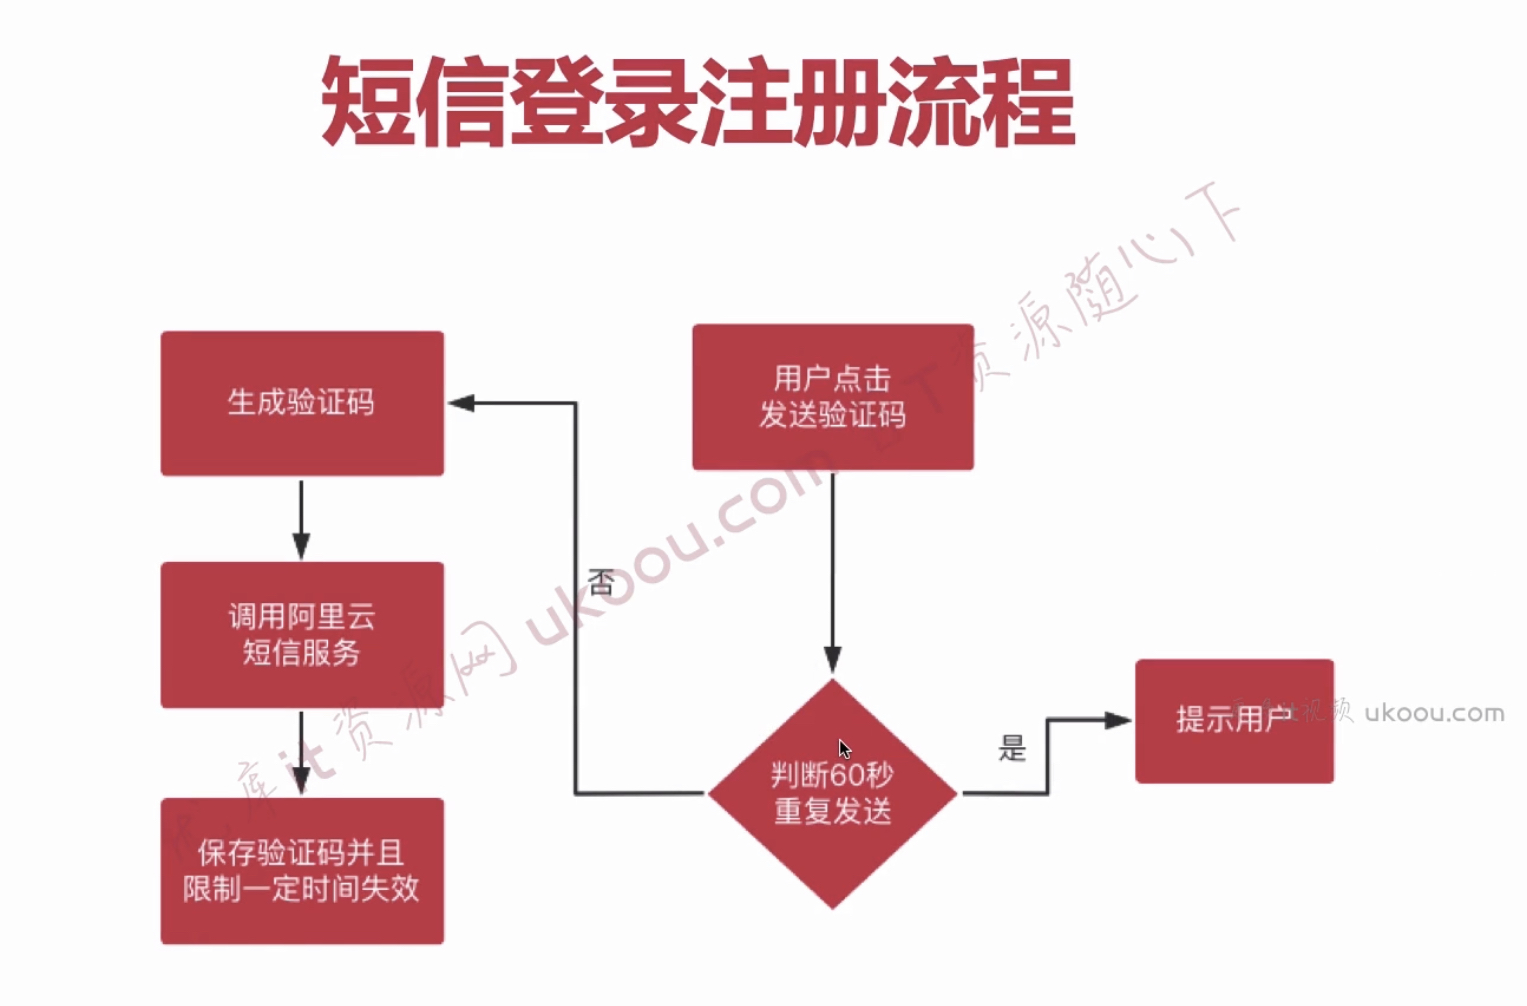 短信登录注册流程
用户点击
发送验证码
判断60秒
重复发送
是
提示用户
否
生成验证码
调用阿里云
短信服务
保存验证码并且
限制一定时间失效
库it资源网 ukoou.com
IT资源随心下
it视频 ukoou.com